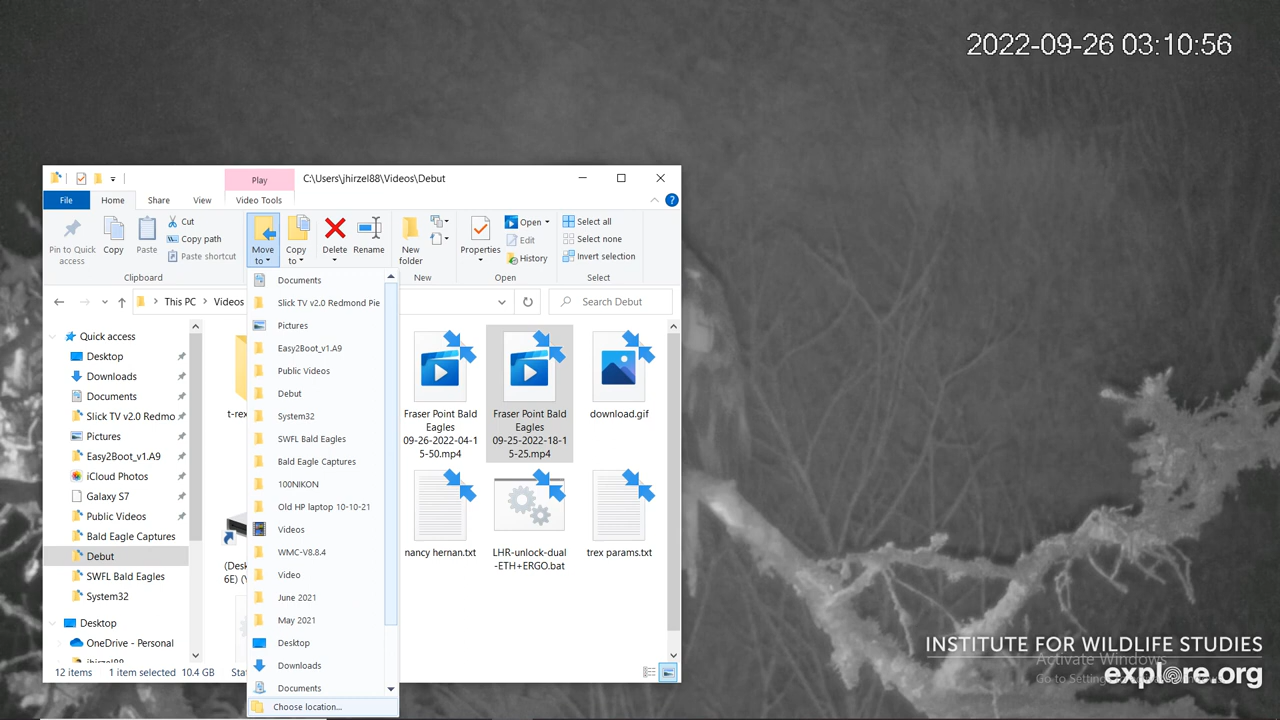 2022-09-26 03:10:56
Play
C:\Users\jhirzel88\Videos\Debut
File
Home
Share
View
Video Tools
Pin to Quick access
Copy
Paste
Cut
Copy path
Paste shortcut
Clipboard
Move to
Copy to
Delete
Rename
New folder
New
Properties
Open
Edit
History
Open
Select all
Select none
Invert selection
Select
This PC
Videos
Search Debut
Quick access
Desktop
Downloads
Documents
Slick TV v2.0 Redmo
Pictures
Easy2Boot_v1.A9
iCloud Photos
Galaxy S7
Public Videos
Bald Eagle Captures
Debut
SWFL Bald Eagles
System32
Desktop
OneDrive - Personal
jhirzel88
Documents
Slick TV v2.0 Redmond Pie
Pictures
Easy2Boot_v1.A9
Public Videos
Debut
System32
SWFL Bald Eagles
Bald Eagle Captures
100NIKON
Old HP laptop 10-10-21
Videos
WMC-V8.8.4
Video
June 2021
May 2021
Desktop
Downloads
Documents
Choose location...
t-rex
(Desk
6E) (
Fraser Point Bald
Eagles
09-26-2022-04-1
5-50.mp4
Fraser Point Bald
Eagles
09-25-2022-18-1
5-25.mp4
download.gif
nancy hernan.txt
LHR-unlock-dual
-ETH+ERGO.bat
trex params.txt
12 items
1 item selected
10.4 GB
Sta
INSTITUTE FOR WILDLIFE STUDIES
Activate Windows
explore.org